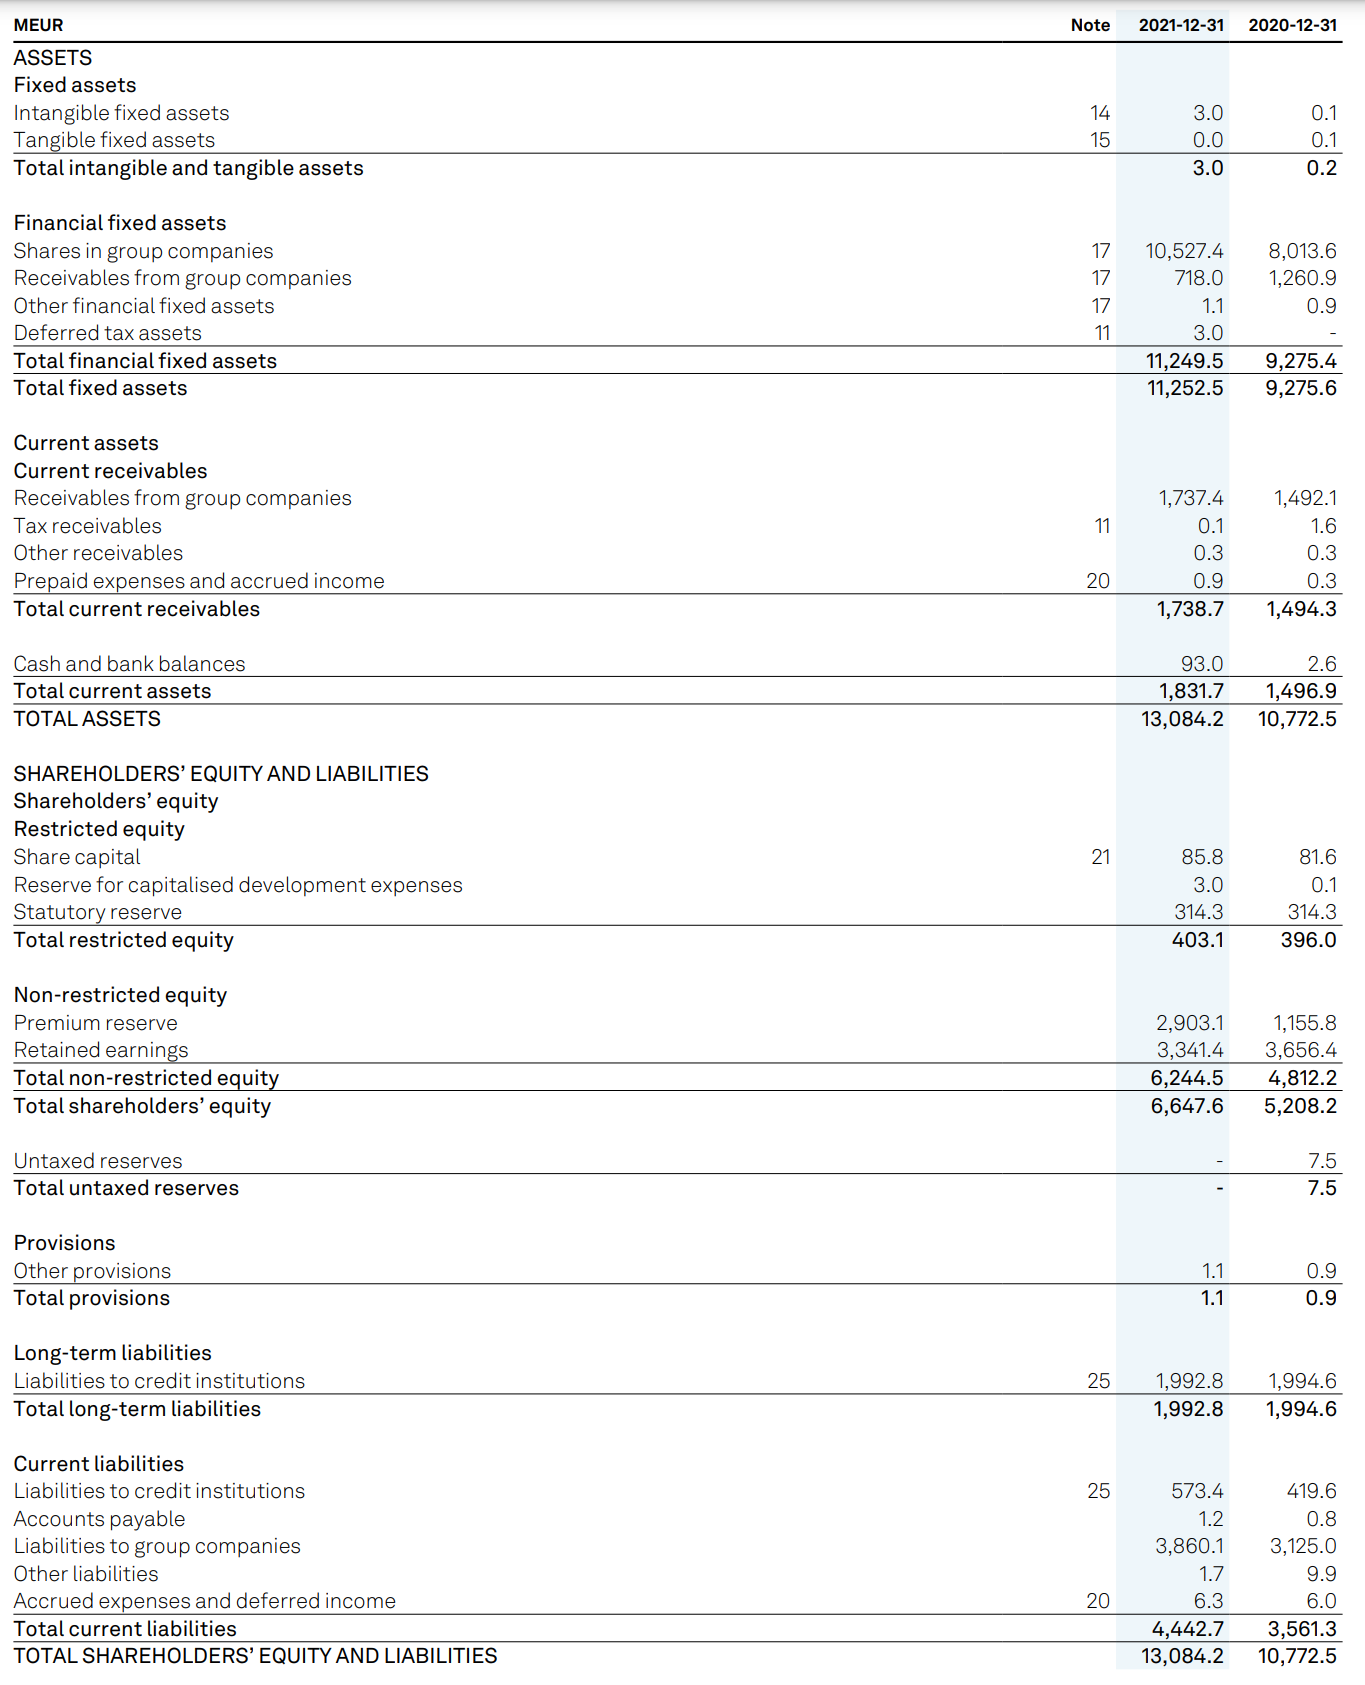 MEUR Note 2021-12-31 2020-12-31
ASSETS
Fixed assets
Intangible fixed assets 14 3.0 0.1
Tangible fixed assets 15 0.0 0.1
Total intangible and tangible assets 3.0 0.2
Financial fixed assets
Shares in group companies 17 10,527.4 8,013.6
Receivables from group companies 17 718.0 1,260.9
Other financial fixed assets 17 1.1 0.9
Deferred tax assets 11 3.0 -
Total financial fixed assets 11,249.5 9,275.4
Total fixed assets 11,252.5 9,275.6
Current assets
Current receivables
Receivables from group companies 1,737.4 1,492.1
Tax receivables 11 0.1 1.6
Other receivables 0.3 0.3
Prepaid expenses and accrued income 20 0.9 0.3
Total current receivables 1,738.7 1,494.3
Cash and bank balances 93.0 2.6
Total current assets 1,831.7 1,496.9
TOTAL ASSETS 13,084.2 10,772.5
SHAREHOLDERS’ EQUITY AND LIABILITIES
Shareholders’ equity
Restricted equity
Share capital 21 85.8 81.6
Reserve for capitalised development expenses 3.0 0.1
Statutory reserve 314.3 314.3
Total restricted equity 403.1 396.0
Non-restricted equity
Premium reserve 2,903.1 1,155.8
Retained earnings 3,341.4 3,656.4
Total non-restricted equity 6,244.5 4,812.2
Total shareholders’ equity 6,647.6 5,208.2
Untaxed reserves - 7.5
Total untaxed reserves - 7.5
Provisions
Other provisions 1.1 0.9
Total provisions 1.1 0.9
Long-term liabilities
Liabilities to credit institutions 25 1,992.8 1,994.6
Total long-term liabilities 1,992.8 1,994.6
Current liabilities
Liabilities to credit institutions 25 573.4 419.6
Accounts payable 1.2 0.8
Liabilities to group companies 3,860.1 3,125.0
Other liabilities 1.7 9.9
Accrued expenses and deferred income 20 6.3 6.0
Total current liabilities 4,442.7 3,561.3
TOTAL SHAREHOLDERS’ EQUITY AND LIABILITIES 13,084.2 10,772.5